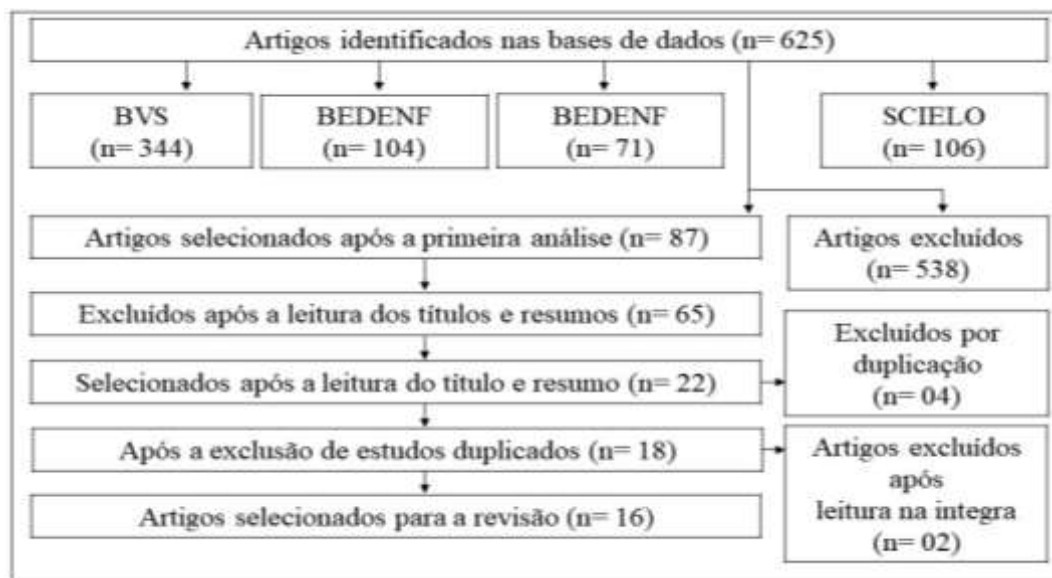 Artigos identificados nas bases de dados (n= 625)
BVS
(n= 344)
BEDENF
(n= 104)
BEDENF
(n= 71)
SCIELO
(n= 106)
Artigos selecionados após a primeira análise (n= 87)
Artigos excluídos
(n= 538)
Excluídos após a leitura dos títulos e resumos (n= 65)
Selecionados após a leitura do título e resumo (n= 22)
Excluídos por
duplicação
(n= 04)
Após a exclusão de estudos duplicados (n= 18)
Artigos excluídos
após
leitura na integra
(n= 02)
Artigos selecionados para a revisão (n= 16)